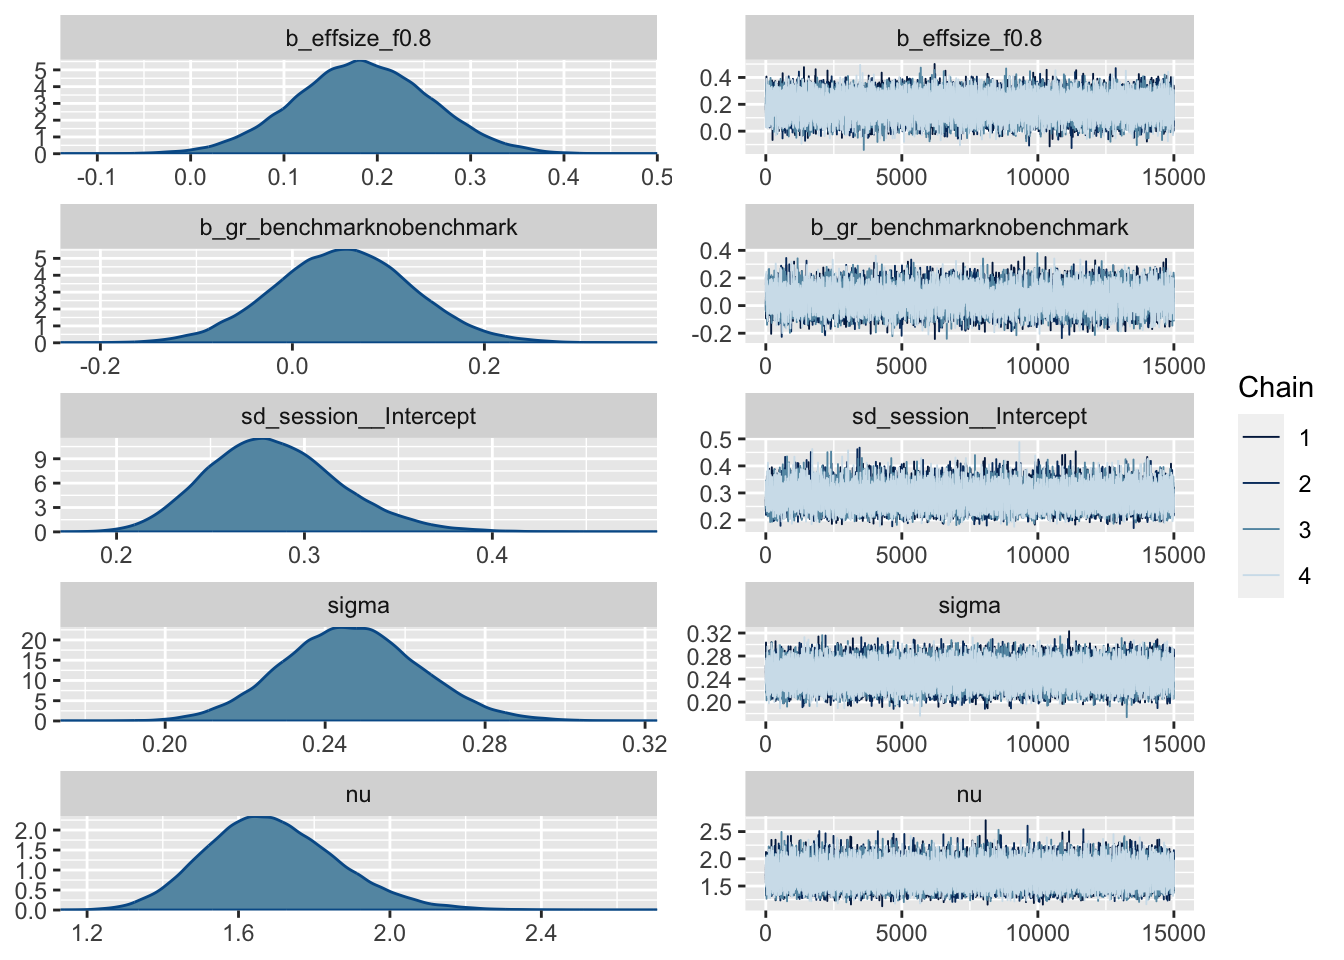 b_effsize_f0.8
5
4
3
2
1
0
-0.1 0.0 0.1 0.2 0.3 0.4 0.5
b_effsize_f0.8
0.4
0.2
0.0
0 5000 10000 15000
b_gr_benchmarknobenchmark
5
4
3
2
1
0
-0.2 0.0 0.2
b_gr_benchmarknobenchmark
0.4
0.2
0.0
-0.2
0 5000 10000 15000
sd_session__Intercept
9
6
3
0
0.2 0.3 0.4
sd_session__Intercept
0.5
0.4
0.3
0.2
0 5000 10000 15000
sigma
20
15
10
5
0
0.20 0.24 0.28 0.32
sigma
0.32
0.28
0.24
0.20
0 5000 10000 15000
nu
2.0
1.5
1.0
0.5
0.0
1.2 1.6 2.0 2.4
nu
2.5
2.0
1.5
0 5000 10000 15000
Chain
1
2
3
4